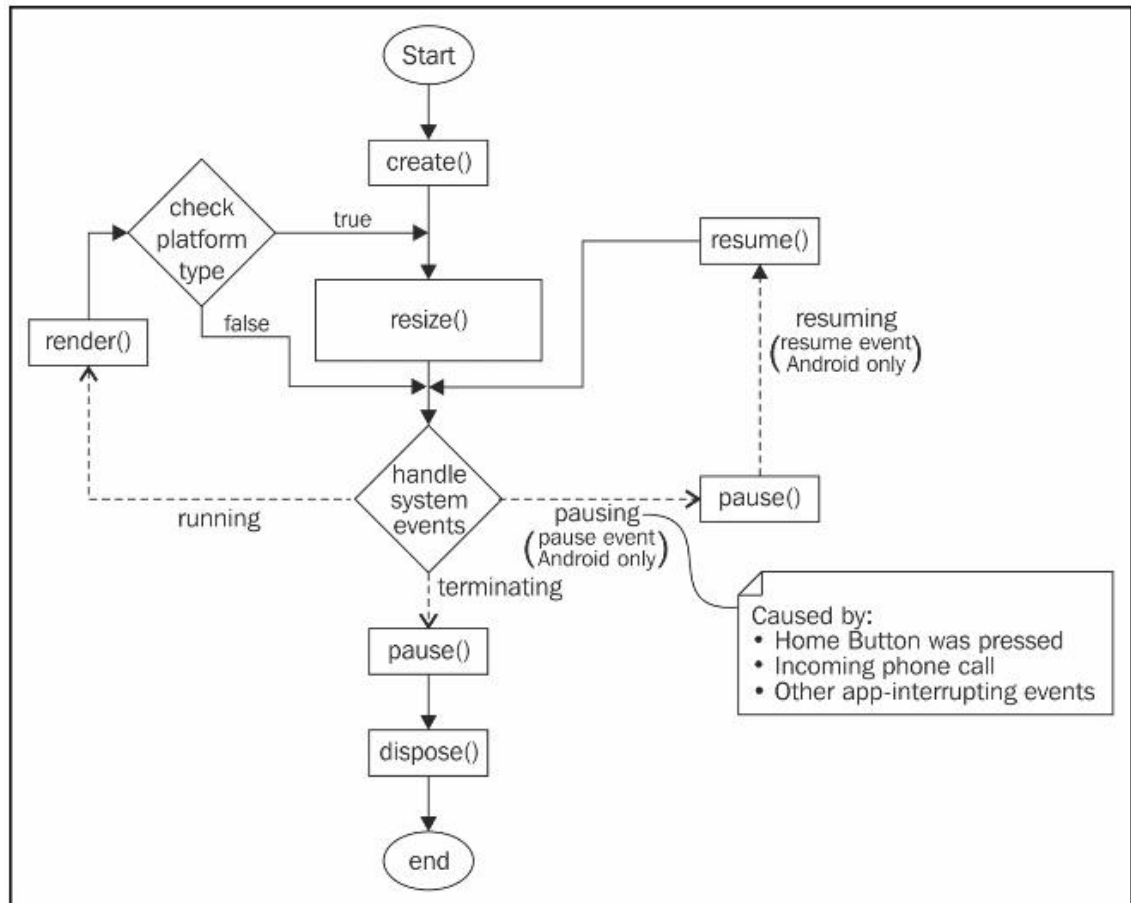 Start
create()
check
platform
type
true
resume()
resize()
false
render()
resuming
(resume event
Android only)
handle
system
events
running
pausing
(pause event
Android only)
pause()
terminating
Caused by:
• Home Button was pressed
• Incoming phone call
• Other app-interrupting events
pause()
dispose()
end